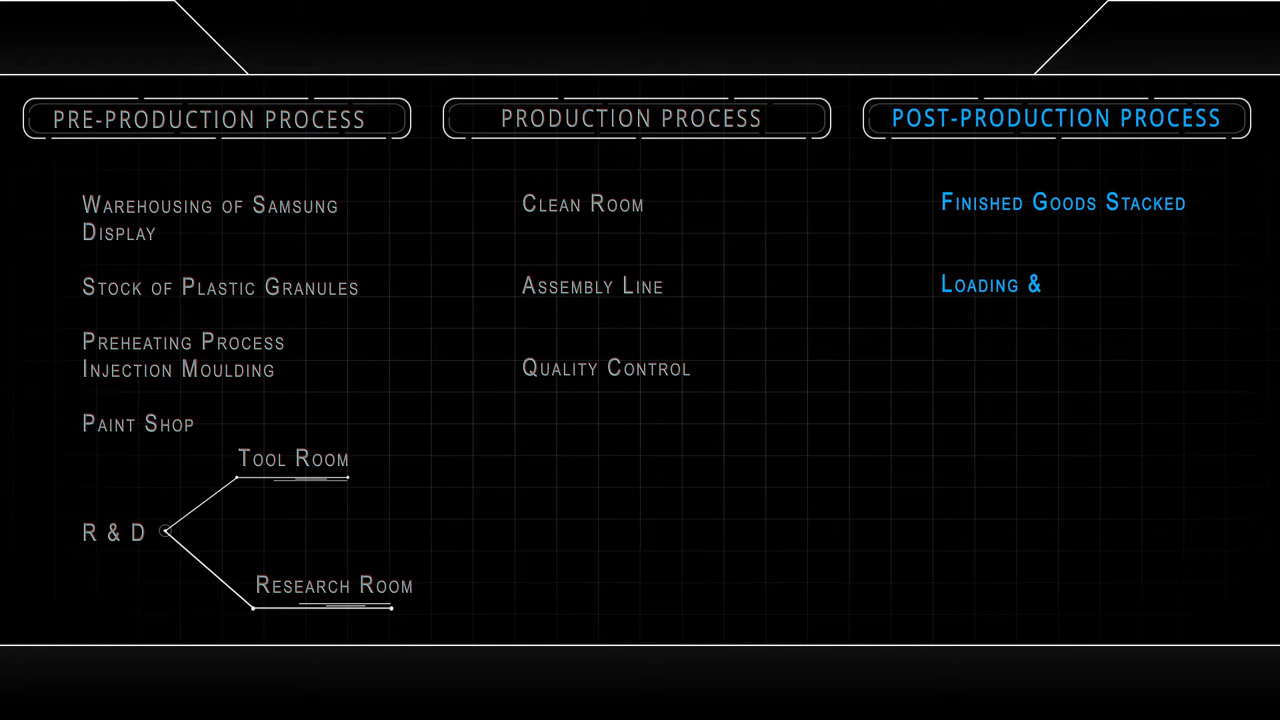 PRE-PRODUCTION PROCESS
Warehousing of Samsung
Display
Stock of Plastic Granules
Preheating Process
Injection Moulding
Paint Shop
Tool Room
R & D
Research Room
PRODUCTION PROCESS
Clean Room
Assembly Line
Quality Control
POST-PRODUCTION PROCESS
Finished Goods Stacked
Loading &